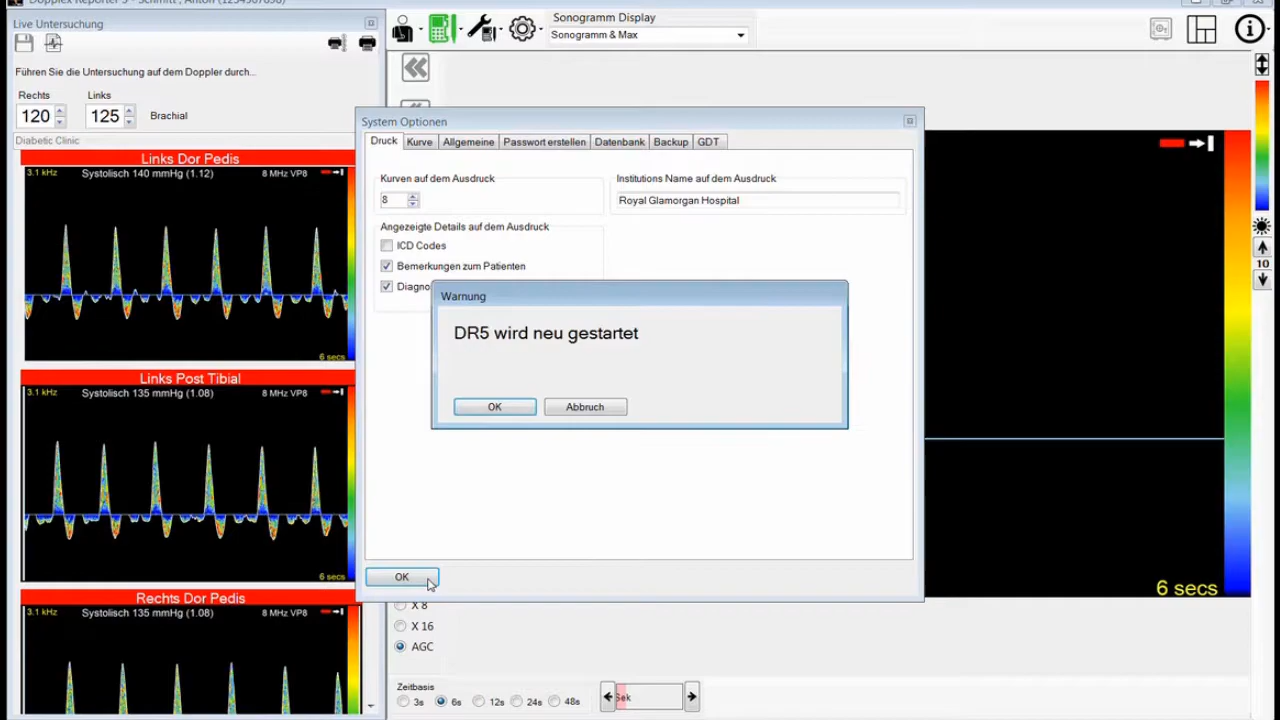 Dopplex Reporter 5 - Schmitt , Anton (1234567898)
Live Untersuchung
Führen Sie die Untersuchung auf dem Doppler durch...
Rechts
Links
120
125
Brachial
Diabetic Clinic
Links Dor Pedis
3.1 kHz
Systolisch 140 mmHg (1.12)
8 MHz VP8
6 secs
Links Post Tibial
3.1 kHz
Systolisch 135 mmHg (1.08)
8 MHz VP8
6 secs
Rechts Dor Pedis
3.1 kHz
Systolisch 135 mmHg (1.08)
8 MHz VP8
Sonogramm Display
Sonogramm & Max
System Optionen
Druck
Kurve
Allgemeine
Passwort erstellen
Datenbank
Backup
GDT
Kurven auf dem Ausdruck
8
Institutions Name auf dem Ausdruck
Royal Glamorgan Hospital
Angezeigte Details auf dem Ausdruck
ICD Codes
Bemerkungen zum Patienten
Diagno
Warnung
DR5 wird neu gestartet
OK
Abbruch
OK
10
6 secs
X 8
X 16
AGC
Zeitbasis
3s
6s
12s
24s
48s
Sek